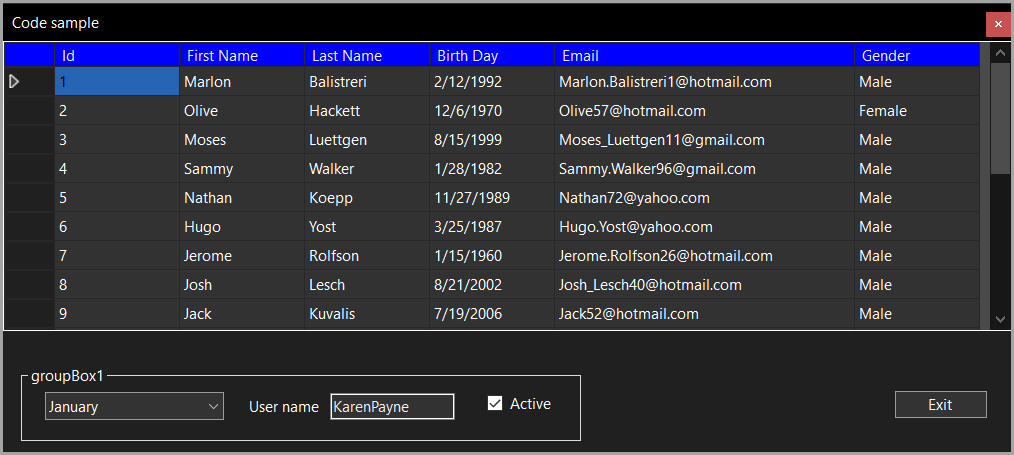 Code sample
Id First Name Last Name Birth Day Email Gender
1 Marlon Balistreri 2/12/1992 Marlon.Balistreri1@hotmail.com Male
2 Olive Hackett 12/6/1970 Olive57@hotmail.com Female
3 Moses Luettgen 8/15/1999 Moses_Luettgen11@gmail.com Male
4 Sammy Walker 1/28/1982 Sammy.Walker96@gmail.com Male
5 Nathan Koepp 11/27/1989 Nathan72@yahoo.com Male
6 Hugo Yost 3/25/1987 Hugo.Yost@yahoo.com Male
7 Jerome Rolfson 1/15/1960 Jerome.Rolfson26@hotmail.com Male
8 Josh Lesch 8/21/2002 Josh_Lesch40@hotmail.com Male
9 Jack Kuvalis 7/19/2006 Jack52@hotmail.com Male
groupBox1
January User name KarenPayne Active Exit